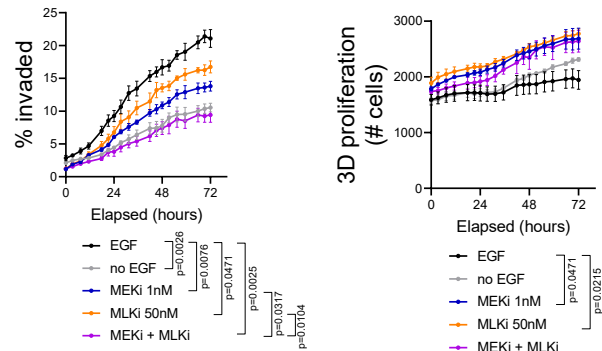 % invaded
25
20
15
10
5
0
0
24
48
72
Elapsed (hours)
EGF
no EGF
MEKi 1nM
MLKi 50nM
MEKi + MLKi
p=0.0026
p=0.0076
p=0.0471
p=0.0025
p=0.0317
p=0.0104
3D proliferation
(# cells)
3000
2000
1000
0
0
24
48
72
Elapsed (hours)
EGF
no EGF
MEKi 1nM
MLKi 50nM
MEKi + MLKi
p=0.0471
p=0.0215